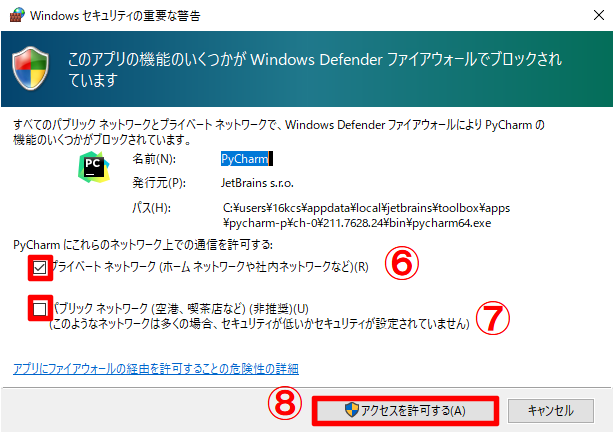 Windows セキュリティの重要な警告
このアプリの機能のいくつかが Windows Defender ファイアウォールでブロックされ
ています
すべてのパブリック ネットワークとプライベート ネットワークで、Windows Defender ファイアウォールにより PyCharm の
機能のいくつかがブロックされています。
PC
名前(N): PyCharm
発行元(P): JetBrains s.r.o.
パス(H): C:¥users¥16kcs¥appdata¥local¥jetbrains¥toolbox¥apps
¥pycharm-p¥ch-0¥211.7628.24¥bin¥pycharm64.exe
PyCharm にこれらのネットワーク上での通信を許可する:
プライベート ネットワーク (ホーム ネットワークや社内ネットワークなど)(R) ⑥
パブリック ネットワーク (空港、喫茶店など) (非推奨)(U)
(このようなネットワークは多くの場合、セキュリティが低いかセキュリティが設定されていません) ⑦
アプリにファイアウォールの経由を許可することの危険性の詳細
⑧ アクセスを許可する(A) キャンセル